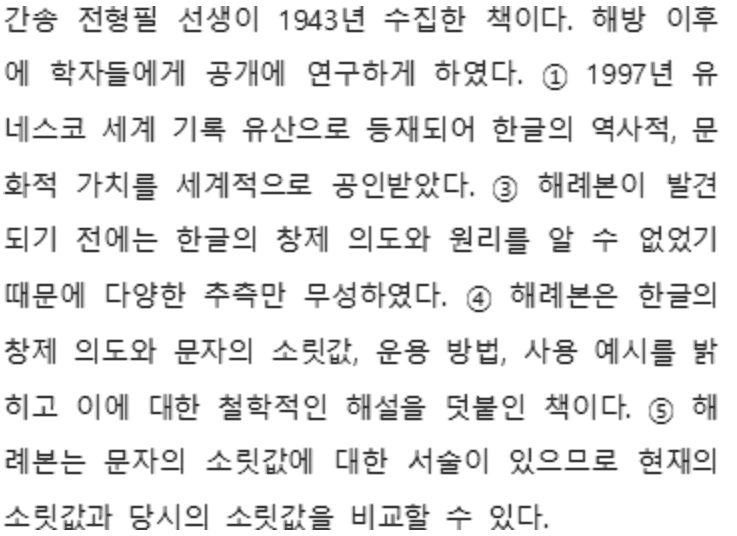 간송 전형필 선생이 1943년 수집한 책이다. 해방 이후
에 학자들에게 공개에 연구하게 하였다. ① 1997년 유
네스코 세계 기록 유산으로 등재되어 한글의 역사적, 문
화적 가치를 세계적으로 공인받았다. ③ 해례본이 발견
되기 전에는 한글의 창제 의도와 원리를 알 수 없었기
때문에 다양한 추측만 무성하였다. ④ 해례본은 한글의
창제 의도와 문자의 소릿값, 운용 방법, 사용 예시를 밝
히고 이에 대한 철학적인 해설을 덧붙인 책이다. ⑤ 해
례본는 문자의 소릿값에 대한 서술이 있으므로 현재의
소릿값과 당시의 소릿값을 비교할 수 있다.